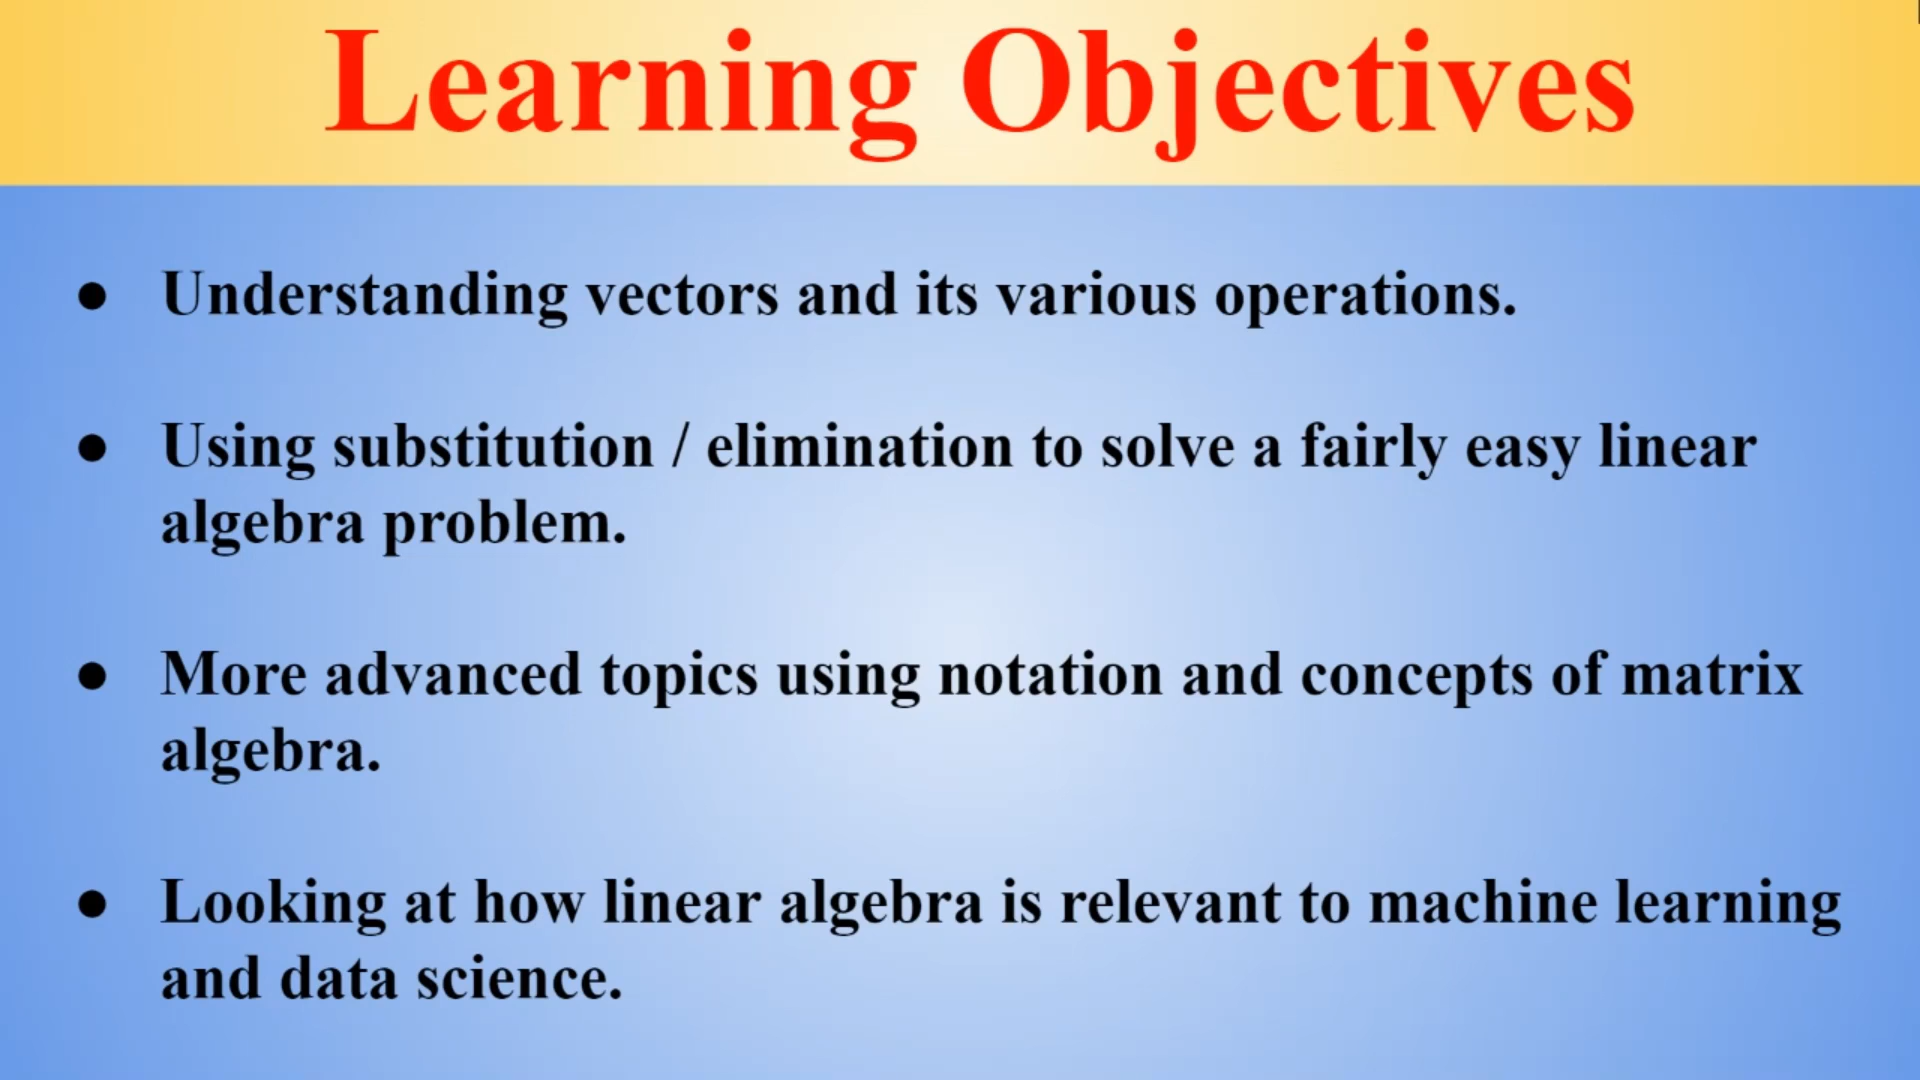 Learning Objectives
● Understanding vectors and its various operations.
● Using substitution / elimination to solve a fairly easy linear
algebra problem.
● More advanced topics using notation and concepts of matrix
algebra.
● Looking at how linear algebra is relevant to machine learning
and data science.